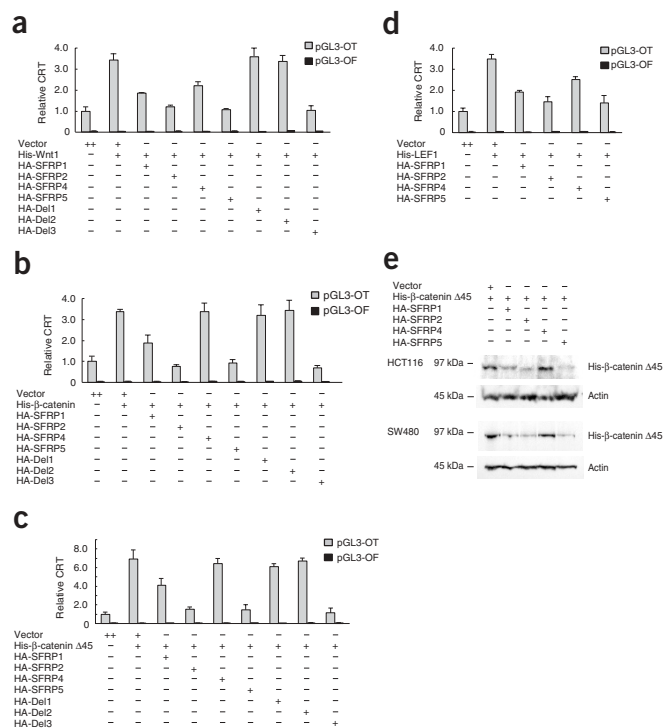 a
pGL3-OT
pGL3-OF
Relative CRT
4.0
3.0
2.0
1.0
0
Vector ++ + – – – – – – –
His-Wnt1 – + + + + + + + +
HA-SFRP1 – – + – – – – – –
HA-SFRP2 – – – + – – – – –
HA-SFRP4 – – – – + – – – –
HA-SFRP5 – – – – – + – – –
HA-Del1 – – – – – – + – –
HA-Del2 – – – – – – – + –
HA-Del3 – – – – – – – – +
b
pGL3-OT
pGL3-OF
Relative CRT
4.0
3.0
2.0
1.0
0
Vector ++ + – – – – – – –
His-β-catenin – + + + + + + + +
HA-SFRP1 – – + – – – – – –
HA-SFRP2 – – – + – – – – –
HA-SFRP4 – – – – + – – – –
HA-SFRP5 – – – – – + – – –
HA-Del1 – – – – – – + – –
HA-Del2 – – – – – – – + –
HA-Del3 – – – – – – – – +
c
pGL3-OT
pGL3-OF
Relative CRT
8.0
6.0
4.0
2.0
0
Vector ++ + – – – – – – –
His-β-catenin Δ45 – + + + + + + + +
HA-SFRP1 – – + – – – – – –
HA-SFRP2 – – – + – – – – –
HA-SFRP4 – – – – + – – – –
HA-SFRP5 – – – – – + – – –
HA-Del1 – – – – – – + – –
HA-Del2 – – – – – – – + –
HA-Del3 – – – – – – – – +
d
pGL3-OT
pGL3-OF
Relative CRT
4.0
3.0
2.0
1.0
0
Vector ++ + – – – –
His-LEF1 – + + + + +
HA-SFRP1 – – + – – –
HA-SFRP2 – – – + – –
HA-SFRP4 – – – – + –
HA-SFRP5 – – – – – +
e
Vector + – – – –
His-β-catenin Δ45 + + + + +
HA-SFRP1 – + – – –
HA-SFRP2 – – + – –
HA-SFRP4 – – – + –
HA-SFRP5 – – – – +
HCT116 97 kDa – His-β-catenin Δ45
45 kDa – Actin
SW480 97 kDa – His-β-catenin Δ45
45 kDa – Actin